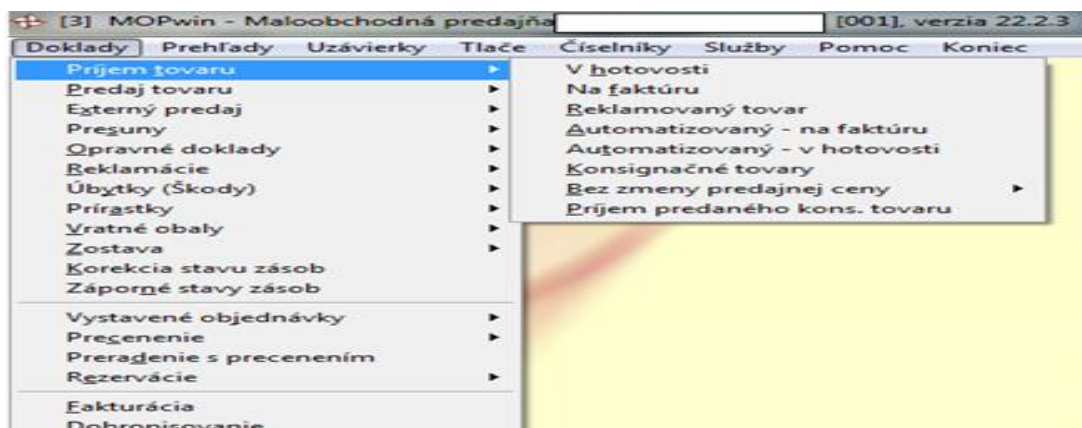 [3] MOPwin - Maloobchodná predajňa [001], verzia 22.2.3
Doklady Prehľady Uzávierky Tlače Číselníky Služby Pomoc Koniec
Príjem tovaru
Predaj tovaru
Externý predaj
Presuny
Opravné doklady
Reklamácie
Úbytky (Škody)
Prírastky
Vratné obaly
Zostava
Korekcia stavu zásob
Záporné stavy zásob
Vystavené objednávky
Precenenie
Preradenie s precenením
Rezervácie
Fakturácia
Dobropisovanie
V hotovosti
Na faktúru
Reklamovaný tovar
Automatizovaný - na faktúru
Automatizovaný - v hotovosti
Konsignačné tovary
Bez zmeny predajnej ceny
Príjem predaného kons. tovaru